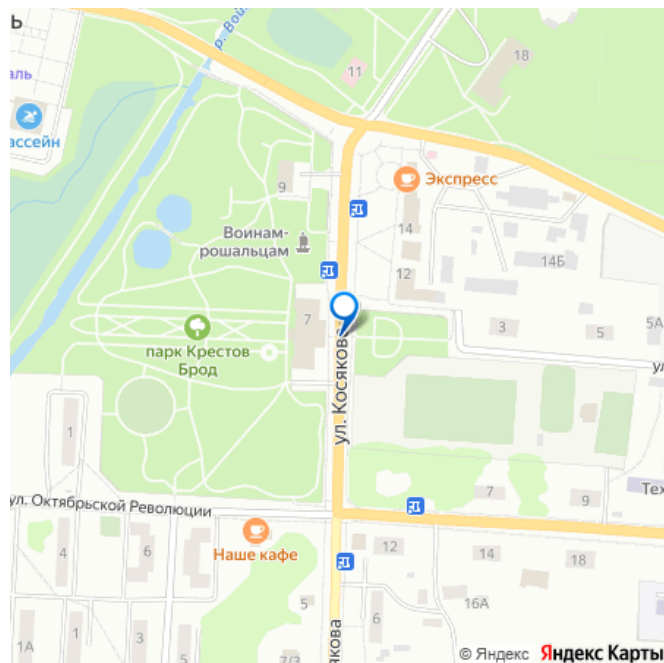 Ь
р. Вой
18
11
аль
ассейн
Экспресс
9
Воинам-
рошальцам
14
14Б
12
7
3
5
5А
парк Крестов
Брод
ул. Косякова
ул
1
7
9
Тех
ул. Октябрьской Революции
Наше кафе
4
6
12
14
18
16А
5
6
1А
3
5
7/3
якова
© Яндекс Яндекс Карты